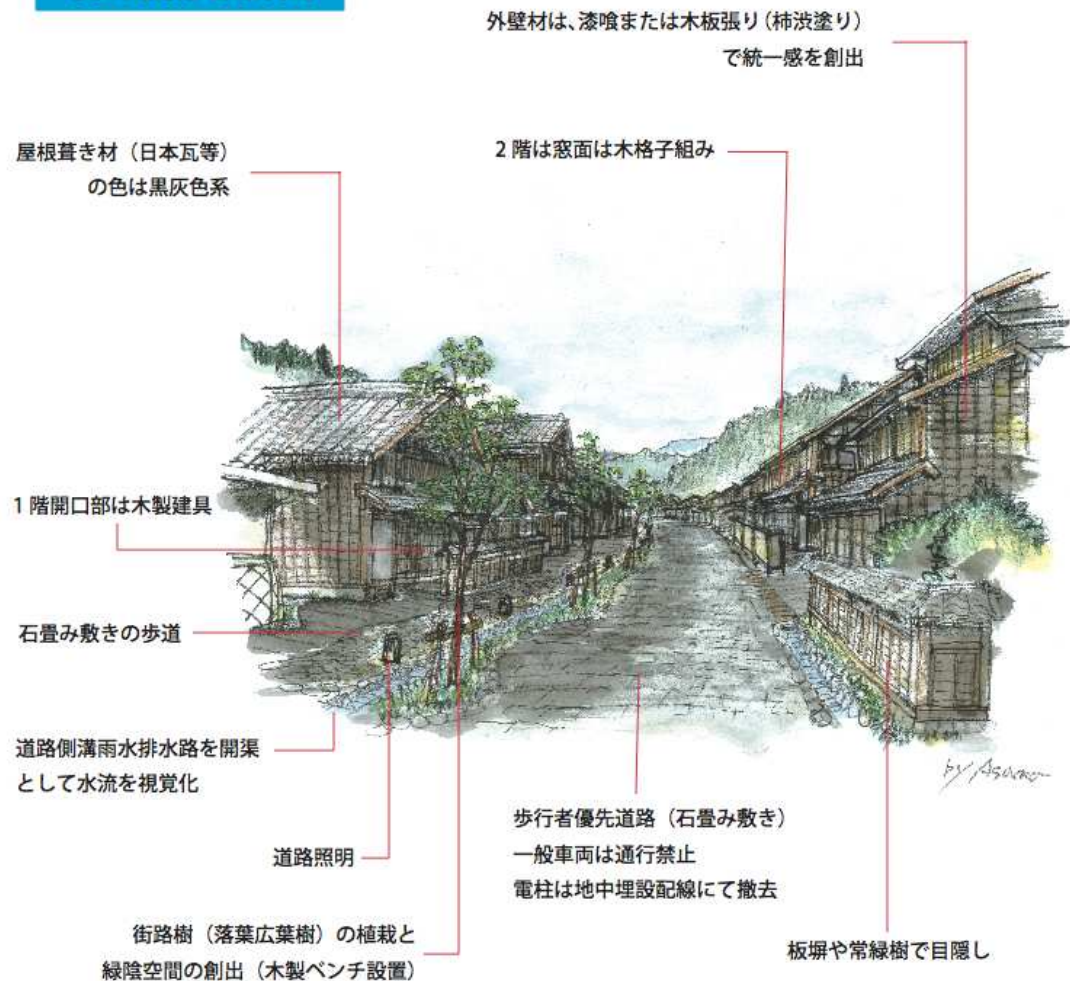 外壁材は、漆喰または木板張り（柿渋塗り）
で統一感を創出
屋根葺き材（日本瓦等）
の色は黒灰色系
2階は窓面は木格子組み
1階開口部は木製建具
石畳み敷きの歩道
道路側溝雨水排水路を開渠
として水流を視覚化
道路照明
歩行者優先道路（石畳み敷き）
一般車両は通行禁止
電柱は地中埋設配線にて撤去
街路樹（落葉広葉樹）の植栽と
緑陰空間の創出（木製ベンチ設置）
板塀や常緑樹で目隠し